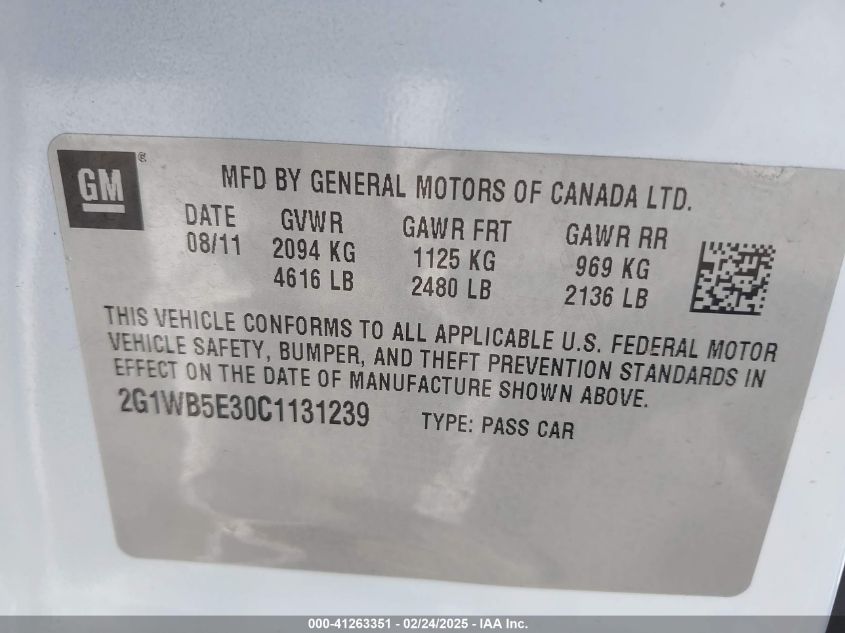 GM ®
MFD BY GENERAL MOTORS OF CANADA LTD.
DATE GVWR GAWR FRT GAWR RR
08/11 2094 KG 1125 KG 969 KG
4616 LB 2480 LB 2136 LB
THIS VEHICLE CONFORMS TO ALL APPLICABLE U.S. FEDERAL MOTOR
VEHICLE SAFETY, BUMPER, AND THEFT PREVENTION STANDARDS IN
EFFECT ON THE DATE OF MANUFACTURE SHOWN ABOVE.
2G1WB5E30C1131239 TYPE: PASS CAR
000-41263351 - 02/24/2025 - IAA Inc.